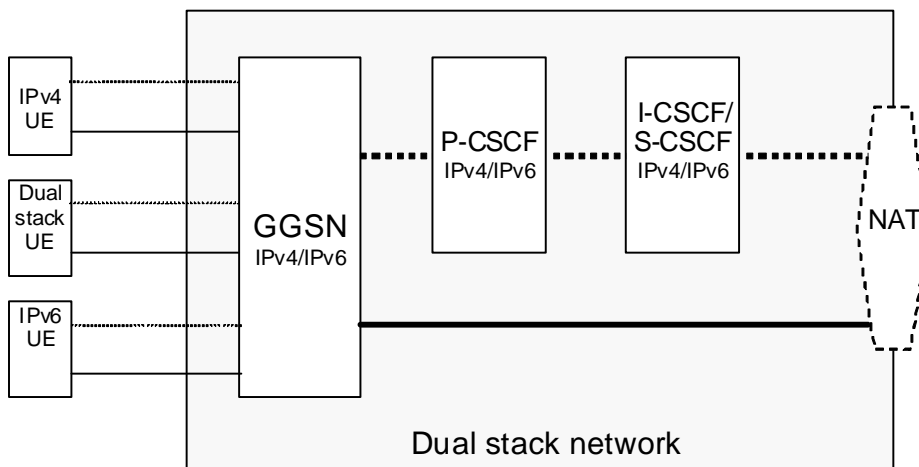 IPv4
UE
Dual
stack
UE
IPv6
UE
GGSN
IPv4/IPv6
P-CSCF
IPv4/IPv6
I-CSCF/
S-CSCF
IPv4/IPv6
NAT
Dual stack network